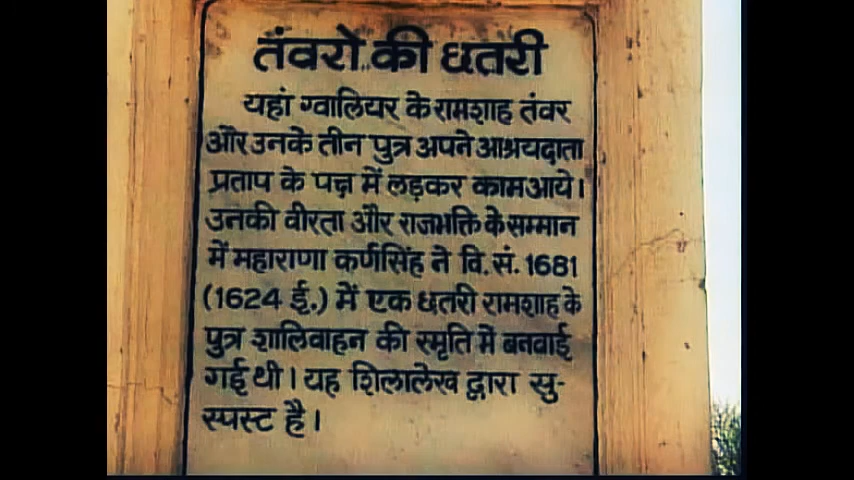 तंवरो की छतरी
यहां ग्वालियर के रामशाह तंवर
और उनके तीन पुत्र अपने आश्रयदाता
प्रताप के पक्ष में लड़कर काम आये।
उनकी वीरता और राजभक्ति के सम्मान
में महाराणा कर्णसिंह ने वि. सं. 1681
(1624 ई.) में एक छतरी रामशाह के
पुत्र शालिवाहन की स्मृति में बनवाई
गई थी। यह शिलालेख द्वारा सु-
स्पस्ट है।